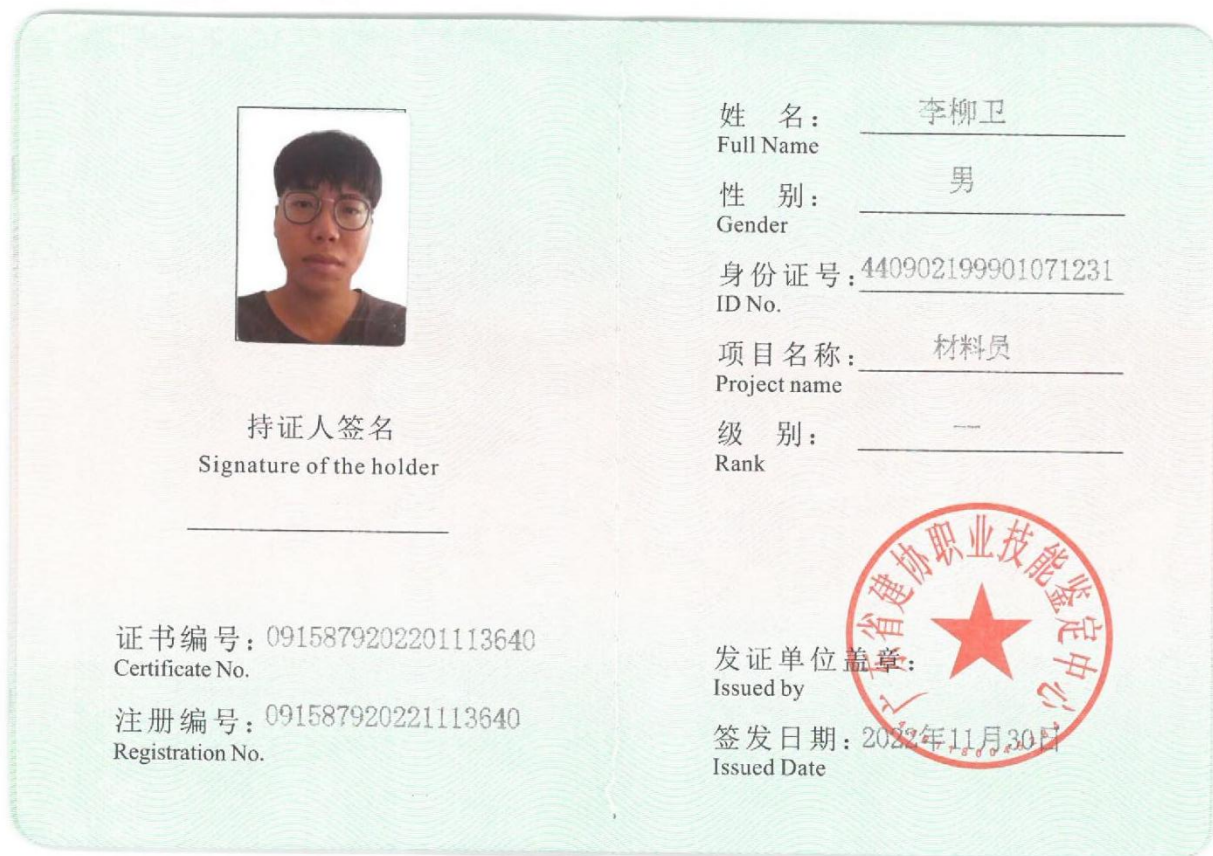 持证人签名
Signature of the holder
证书编号：0915879202201113640
Certificate No.
注册编号：091587920221113640
Registration No.
姓 名： 李柳卫
Full Name
性 别： 男
Gender
身份证号：440902199901071231
ID No.
项目名称： 材料员
Project name
级 别： 一
Rank
广东省建协职业技能鉴定中心
发证单位盖章：
Issued by
签发日期：2022年11月30日
Issued Date